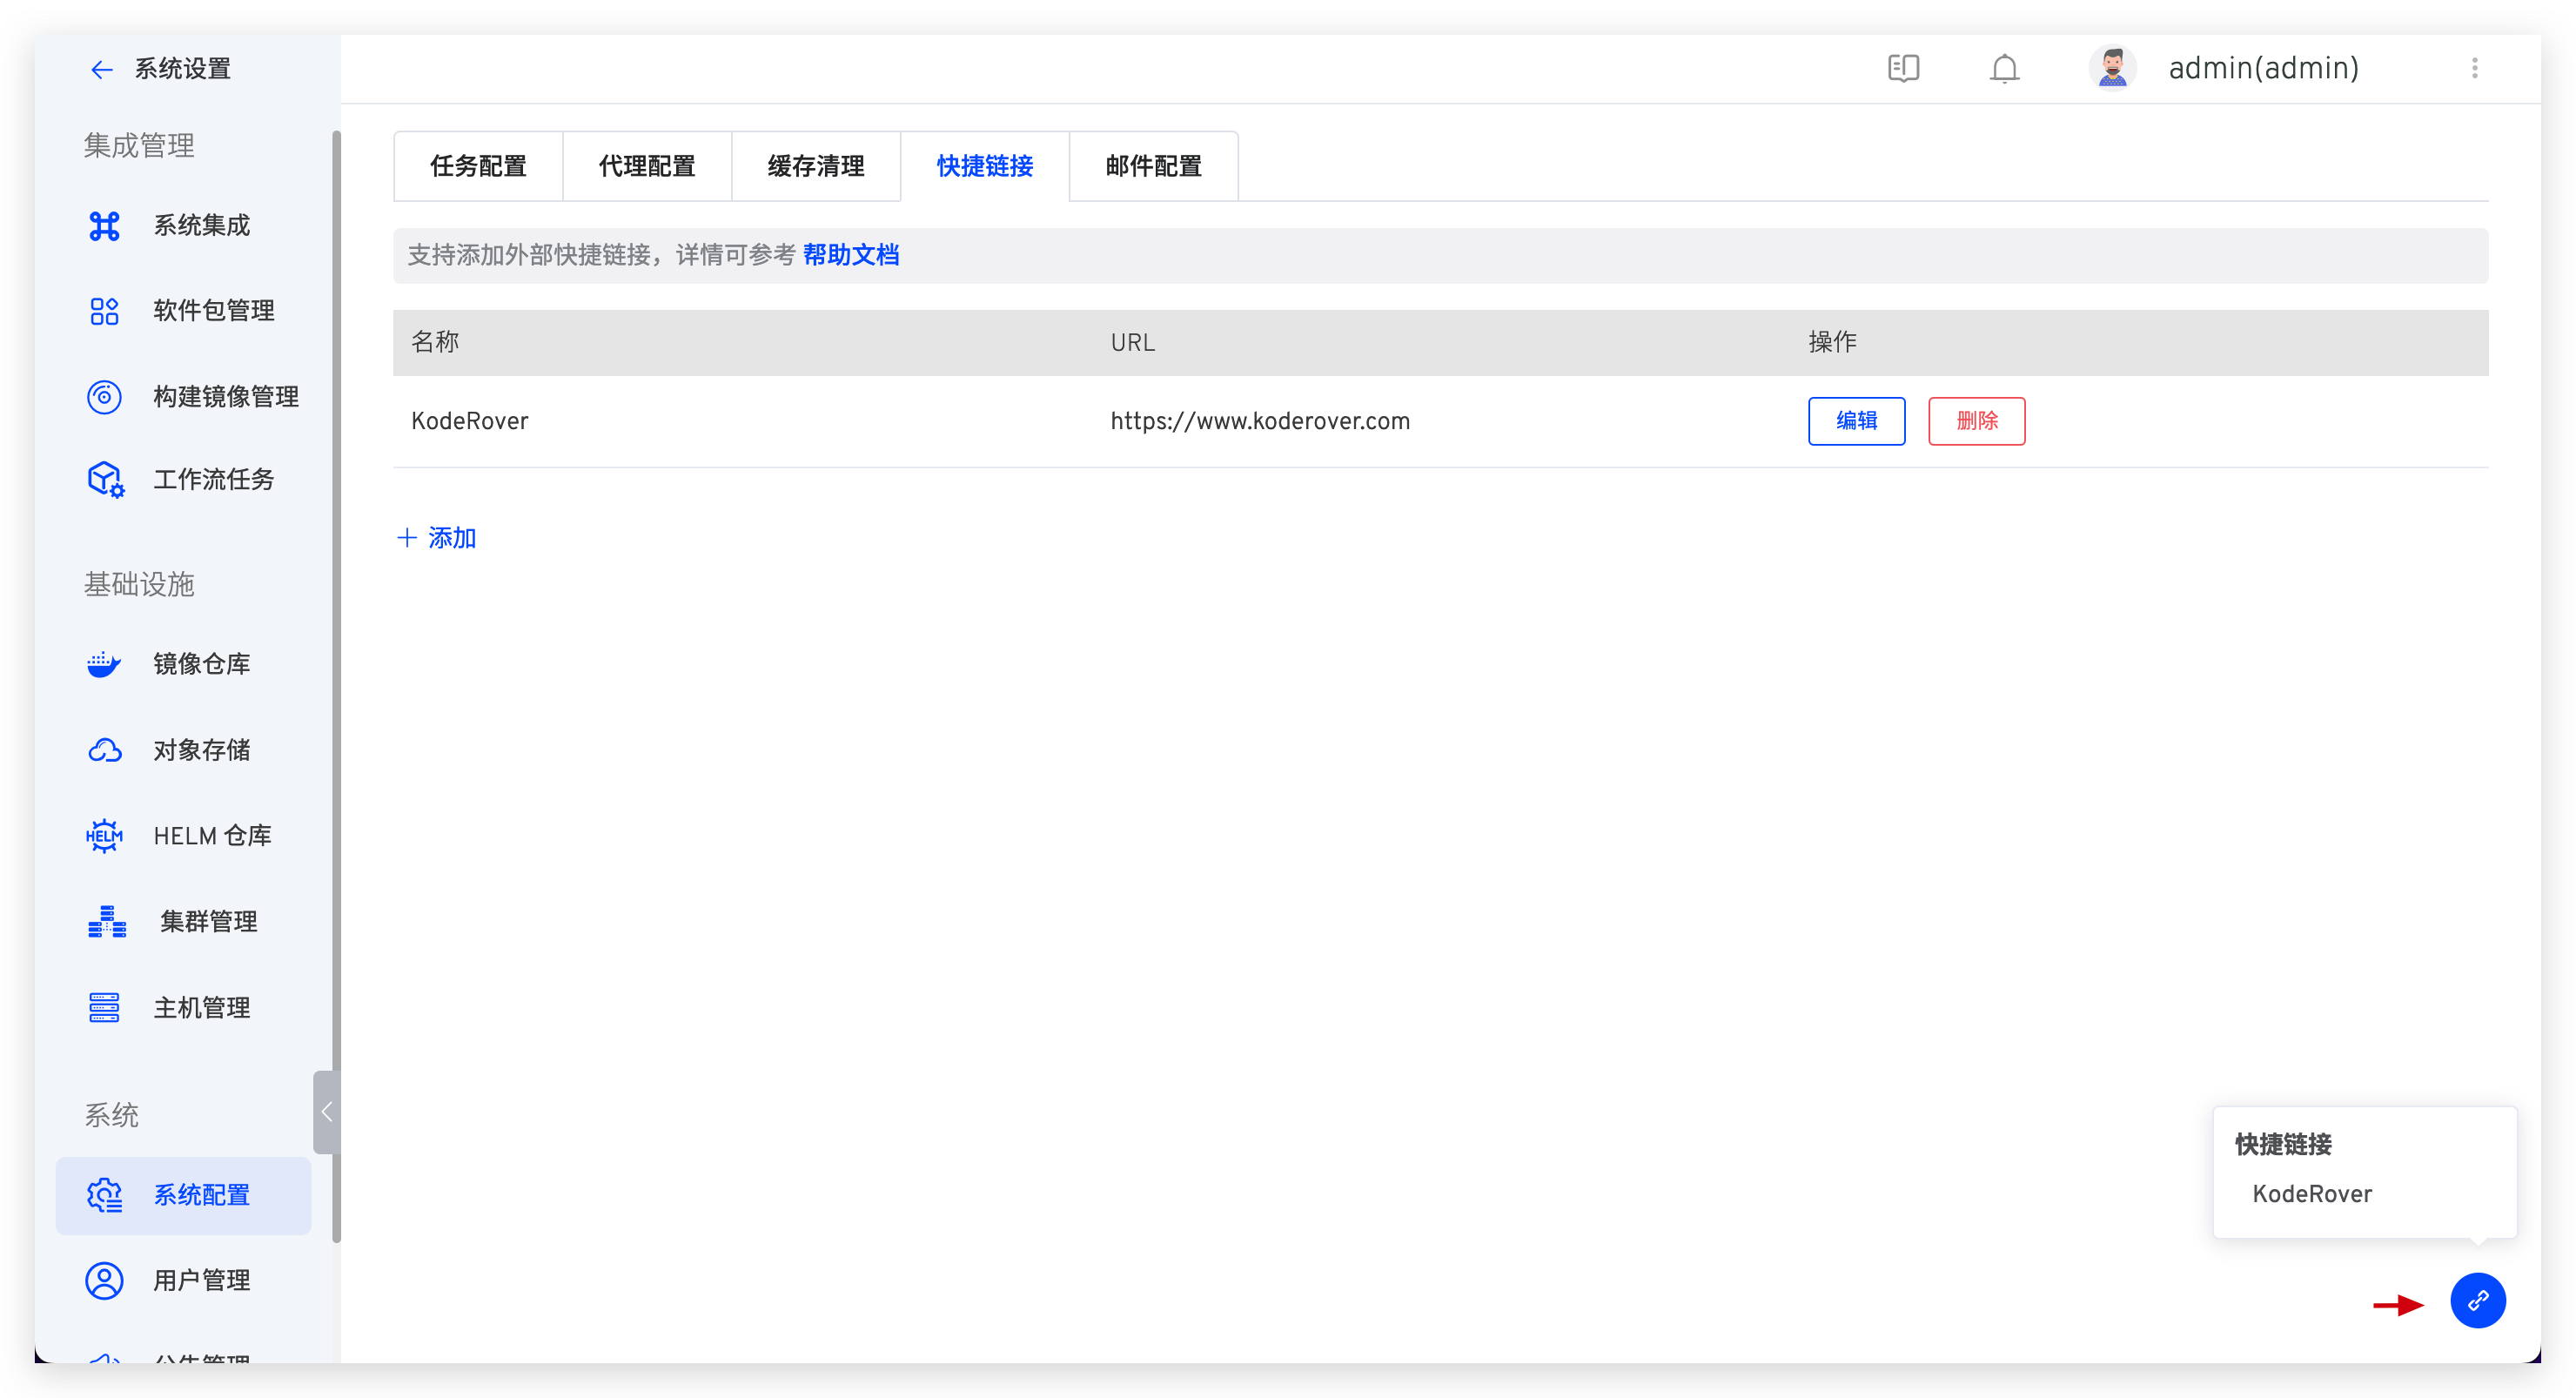 系统设置
admin(admin)
集成管理
系统集成
软件包管理
构建镜像管理
工作流任务
基础设施
镜像仓库
对象存储
HELM
HELM 仓库
集群管理
主机管理
系统
系统配置
用户管理
公告管理
任务配置
代理配置
缓存清理
快捷链接
邮件配置
支持添加外部快捷链接，详情可参考 帮助文档
名称 URL 操作
KodeRover https://www.koderover.com 编辑 删除
添加
快捷链接
KodeRover